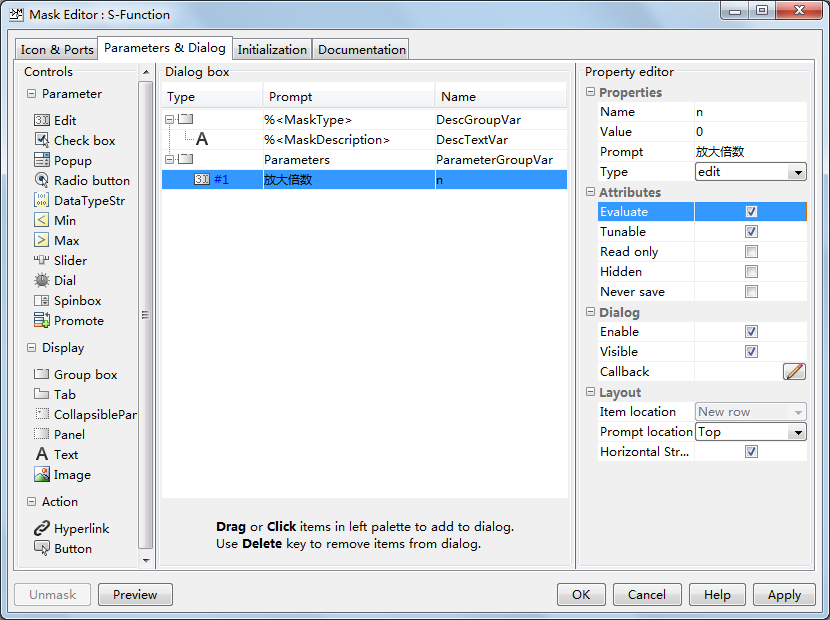 Mask Editor : S-Function
Icon & Ports
Parameters & Dialog
Initialization
Documentation
Controls
Parameter
Edit
Check box
Popup
Radio button
DataTypeStr
Min
Max
Slider
Dial
Spinbox
Promote
Display
Group box
Tab
CollapsiblePar
Panel
A Text
Image
Action
Hyperlink
Button
Dialog box
Type Prompt Name
%<MaskType> DescGroupVar
A %<MaskDescription> DescTextVar
Parameters ParameterGroupVar
#1 放大倍数 n
Drag or Click items in left palette to add to dialog.
Use Delete key to remove items from dialog.
Property editor
Properties
Name n
Value 0
Prompt 放大倍数
Type edit
Attributes
Evaluate
Tunable
Read only
Hidden
Never save
Dialog
Enable
Visible
Callback
Layout
Item location New row
Prompt location Top
Horizontal Str...
Unmask
Preview
OK
Cancel
Help
Apply